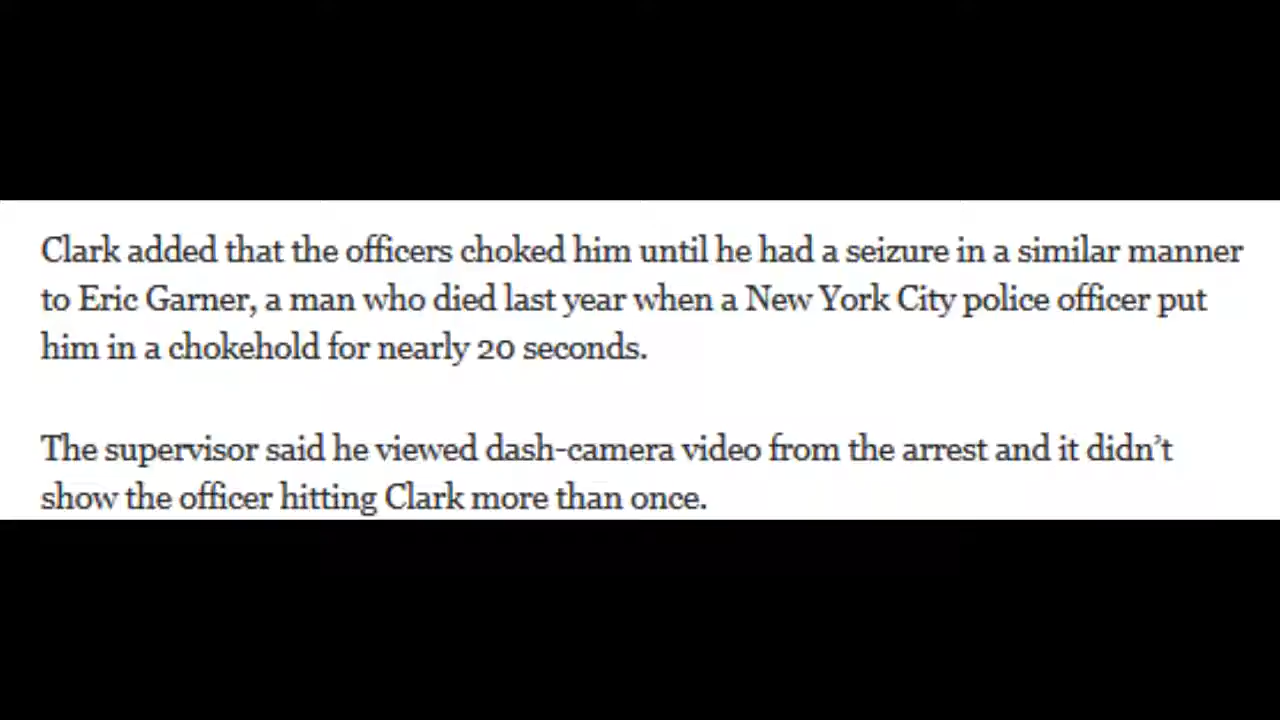 Clark added that the officers choked him until he had a seizure in a similar manner
to Eric Garner, a man who died last year when a New York City police officer put
him in a chokehold for nearly 20 seconds.
The supervisor said he viewed dash-camera video from the arrest and it didn’t
show the officer hitting Clark more than once.